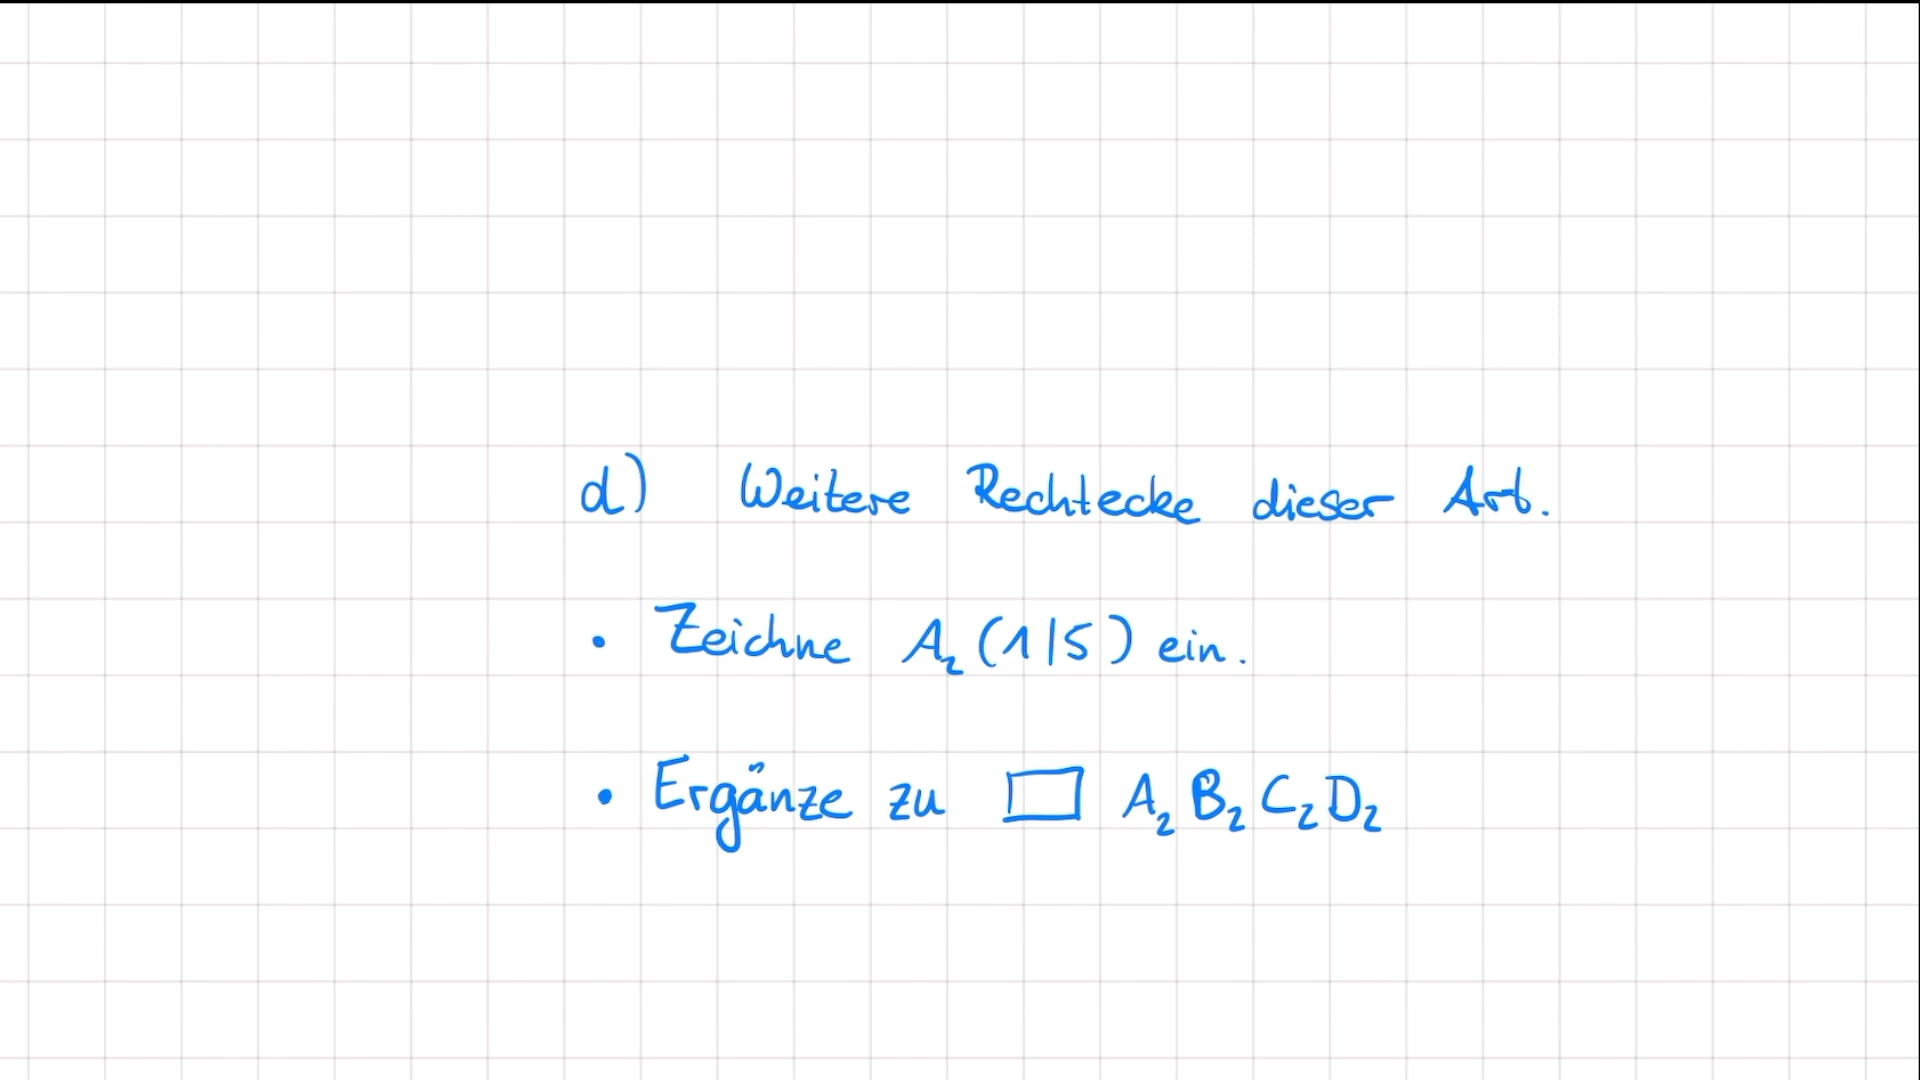 d) Weitere Rechtecke dieser Art.
• Zeichne A₂(1|5) ein.
• Ergänze zu ▭ A₂B₂C₂D₂